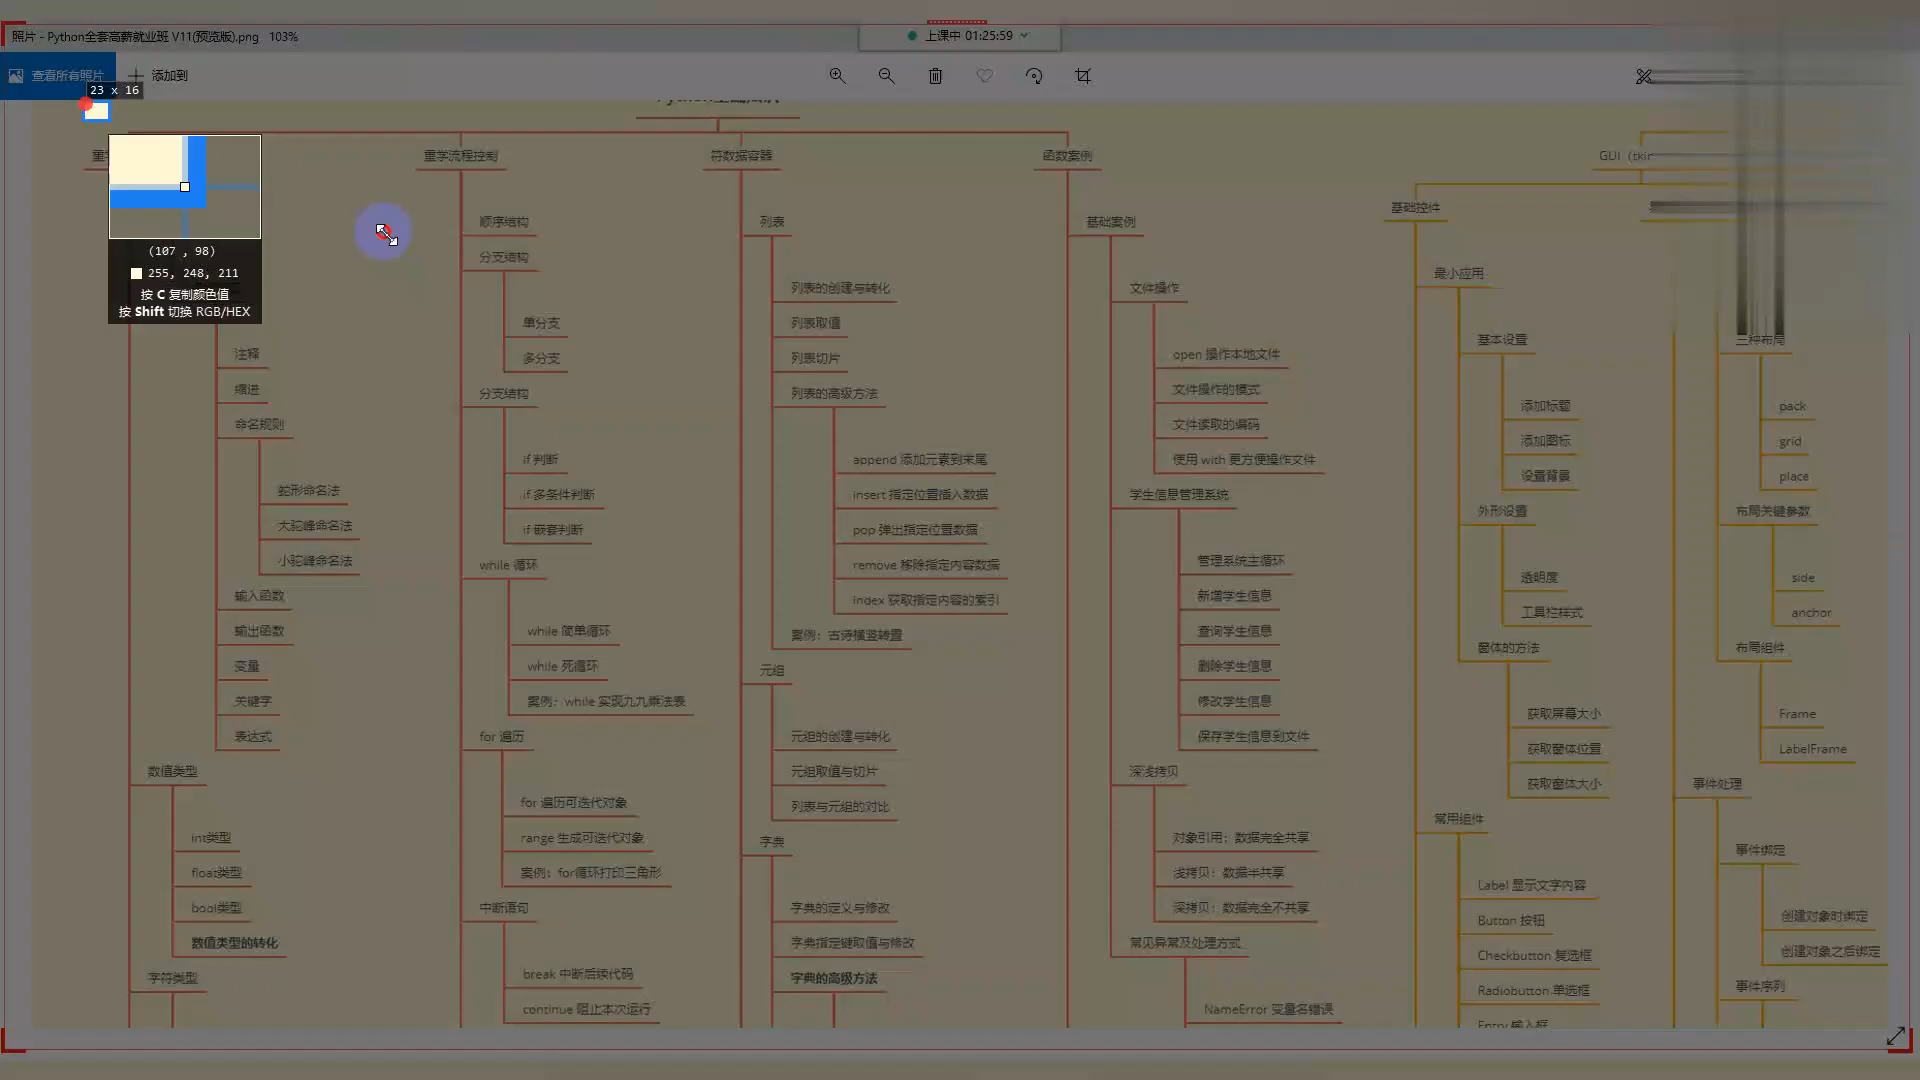 照片 - Python全套高薪就业班 V11(预览版).png 103%
上课中 01:25:59
查看所有照片
添加到
23 x 16
(107 , 98)
255, 248, 211
按 C 复制颜色值
按 Shift 切换 RGB/HEX
注释
缩进
命名规则
蛇形命名法
大驼峰命名法
小驼峰命名法
输入函数
输出函数
变量
关键字
表达式
数值类型
int类型
float类型
bool类型
数值类型的转化
字符类型
重学流程控制
顺序结构
分支结构
单分支
多分支
分支结构
if 判断
if 多条件判断
if 嵌套判断
while 循环
while 简单循环
while 死循环
案例：while 实现九九乘法表
for 遍历
for 遍历可迭代对象
range 生成可迭代对象
案例：for循环打印三角形
中断语句
break 中断后续代码
continue 阻止本次运行
符数据容器
列表
列表的创建与转化
列表取值
列表切片
列表的高级方法
append 添加元素到末尾
insert 指定位置插入数据
pop 弹出指定位置数据
remove 移除指定内容数据
index 获取指定内容的索引
案例：古诗横竖转置
元组
元组的创建与转化
元组取值与切片
列表与元组的对比
字典
字典的定义与修改
字典指定键取值与修改
字典的高级方法
函数案例
基础案例
文件操作
open 操作本地文件
文件操作的模式
文件读取的编码
使用 with 更方便操作文件
学生信息管理系统
管理系统主循环
新增学生信息
查询学生信息
删除学生信息
修改学生信息
保存学生信息到文件
深浅拷贝
对象引用：数据完全共享
浅拷贝：数据半共享
深拷贝：数据完全不共享
常见异常及处理方式
NameError 变量名错误
GUI
基础控件
最小应用
基本设置
添加标题
添加图标
设置背景
外形设置
透明度
工具栏样式
窗体的方法
获取屏幕大小
获取窗体位置
获取窗体大小
常用组件
Label 显示文字内容
Button 按钮
Checkbutton 复选框
Radiobutton 单选框
Entry 输入框
三种布局
pack
grid
place
布局关键参数
side
anchor
布局组件
Frame
LabelFrame
事件处理
事件绑定
创建对象时绑定
创建对象之后绑定
事件序列